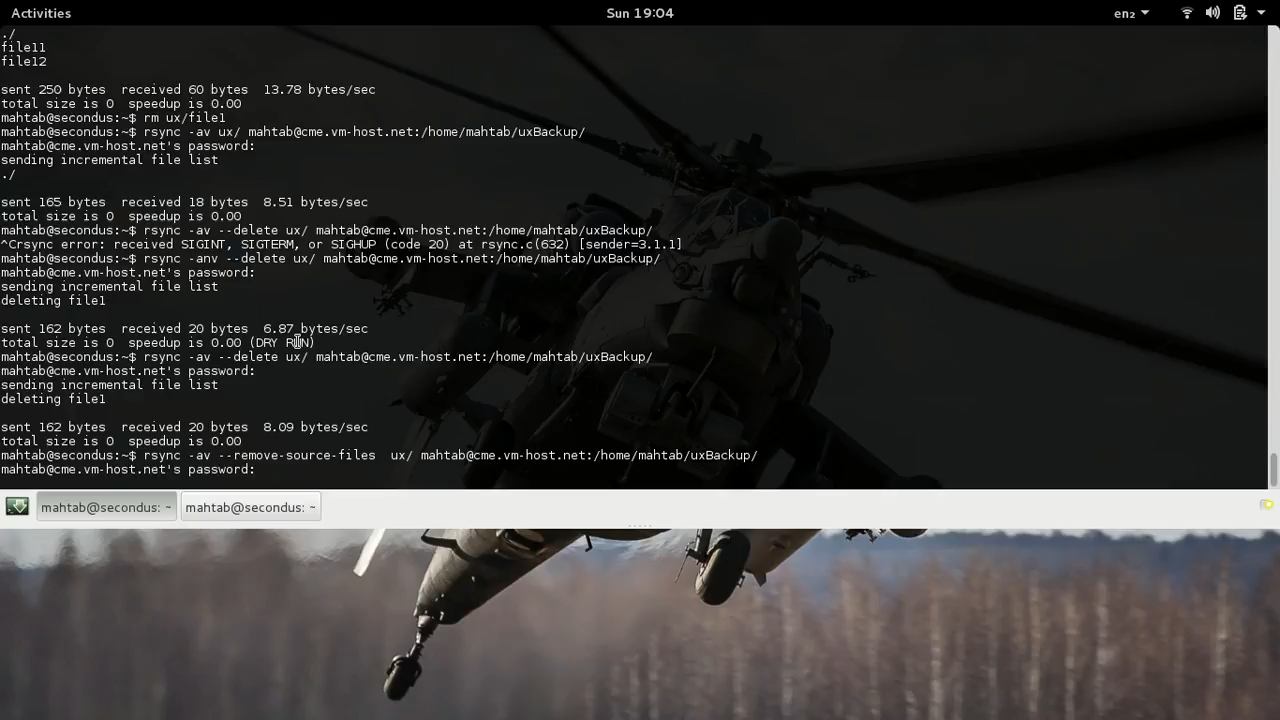 Activities
Sun 19:04
en₂
./
file11
file12
sent 250 bytes  received 60 bytes  13.78 bytes/sec
total size is 0  speedup is 0.00
mahtab@secondus:~$ rm ux/file1
mahtab@secondus:~$ rsync -av ux/ mahtab@cme.vm-host.net:/home/mahtab/uxBackup/
mahtab@cme.vm-host.net's password:
sending incremental file list
./
sent 165 bytes  received 18 bytes  8.51 bytes/sec
total size is 0  speedup is 0.00
mahtab@secondus:~$ rsync -av --delete ux/ mahtab@cme.vm-host.net:/home/mahtab/uxBackup/
^Crsync error: received SIGINT, SIGTERM, or SIGHUP (code 20) at rsync.c(632) [sender=3.1.1]
mahtab@secondus:~$ rsync -anv --delete ux/ mahtab@cme.vm-host.net:/home/mahtab/uxBackup/
mahtab@cme.vm-host.net's password:
sending incremental file list
deleting file1
sent 162 bytes  received 20 bytes  6.87 bytes/sec
total size is 0  speedup is 0.00 (DRY RUN)
mahtab@secondus:~$ rsync -av --delete ux/ mahtab@cme.vm-host.net:/home/mahtab/uxBackup/
mahtab@cme.vm-host.net's password:
sending incremental file list
deleting file1
sent 162 bytes  received 20 bytes  8.09 bytes/sec
total size is 0  speedup is 0.00
mahtab@secondus:~$ rsync -av --remove-source-files  ux/ mahtab@cme.vm-host.net:/home/mahtab/uxBackup/
mahtab@cme.vm-host.net's password:
mahtab@secondus: ~
mahtab@secondus: ~